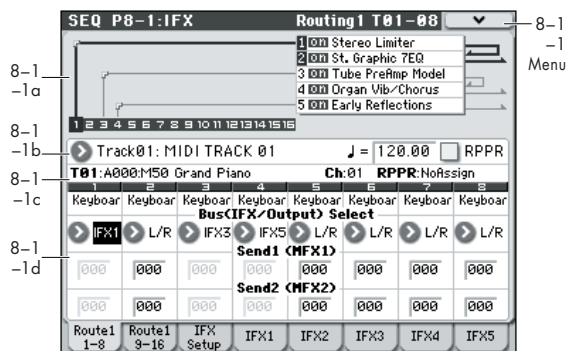 SEQ P8-1:IFX Routing1 T01-08
8-1
-1
Menu
1 on Stereo Limiter
2 on St. Graphic 7EQ
3 on Tube PreAmp Model
4 on Organ Vib/Chorus
5 on Early Reflections
8-1
-1a
1 2 3 4 5 6 7 8 9 10 11 12 13 14 15 16
8-1
-1b
Track01: MIDI TRACK 01 ♩= 120.00 RPPR
8-1
-1c
T01:A000:M50 Grand Piano Ch:01 RPPR:NoAssign
1 2 3 4 5 6 7 8
Keyboar Keyboar Keyboar Keyboar Keyboar Keyboar Keyboar Keyboar
Bus(IFX/Output) Select
8-1
-1d
IFX1 L/R IFX3 IFX5 L/R L/R L/R L/R
Send1 (MFX1)
000 000 000 000 000 000 000 000
Send2 (MFX2)
000 000 000 000 000 000 000 000
Route1 1-8 Route1 9-16 IFX Setup IFX1 IFX2 IFX3 IFX4 IFX5